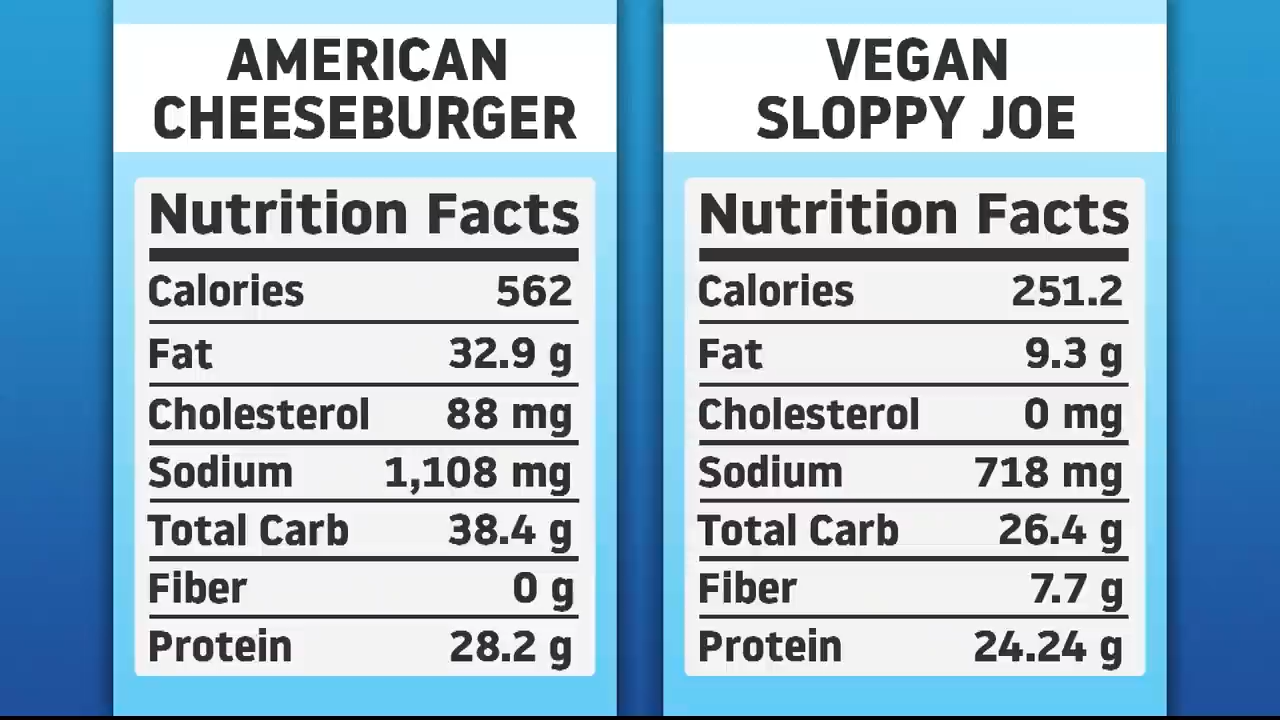 AMERICAN
CHEESEBURGER
Nutrition Facts
Calories 562
Fat 32.9 g
Cholesterol 88 mg
Sodium 1,108 mg
Total Carb 38.4 g
Fiber 0 g
Protein 28.2 g
VEGAN
SLOPPY JOE
Nutrition Facts
Calories 251.2
Fat 9.3 g
Cholesterol 0 mg
Sodium 718 mg
Total Carb 26.4 g
Fiber 7.7 g
Protein 24.24 g